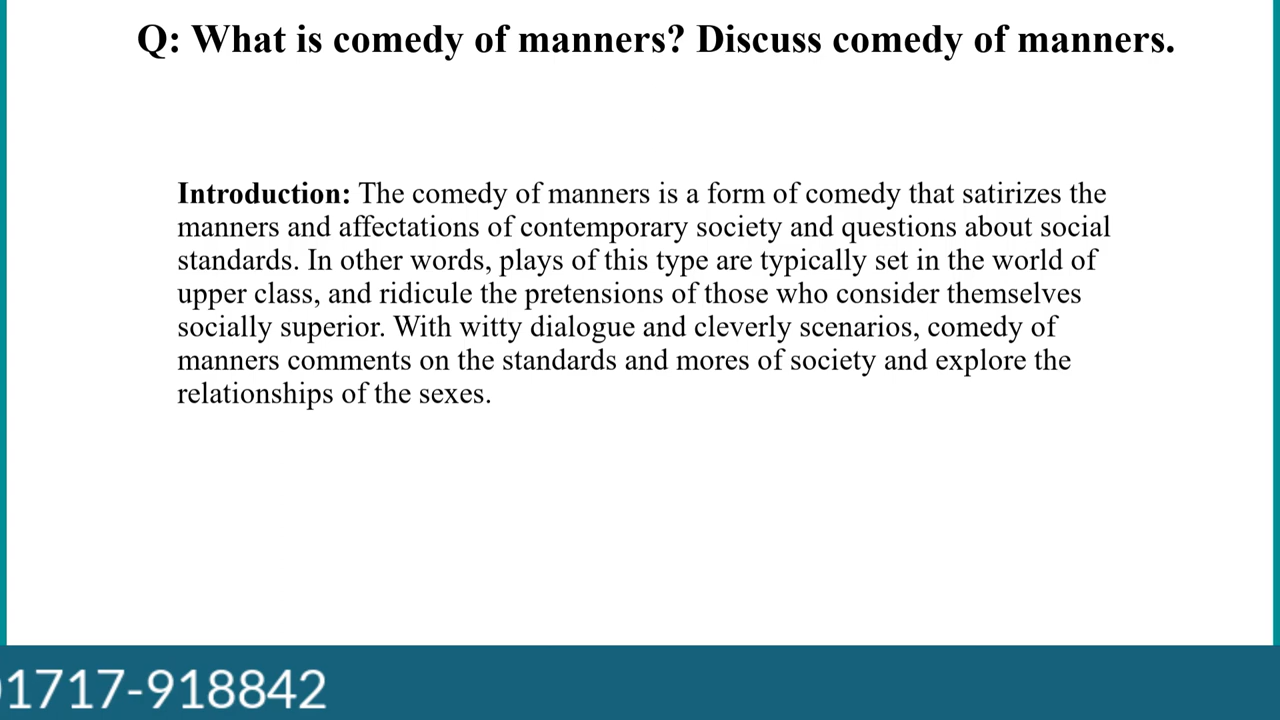 Q: What is comedy of manners? Discuss comedy of manners.
Introduction: The comedy of manners is a form of comedy that satirizes the
manners and affectations of contemporary society and questions about social
standards. In other words, plays of this type are typically set in the world of
upper class, and ridicule the pretensions of those who consider themselves
socially superior. With witty dialogue and cleverly scenarios, comedy of
manners comments on the standards and mores of society and explore the
relationships of the sexes.
01717-918842